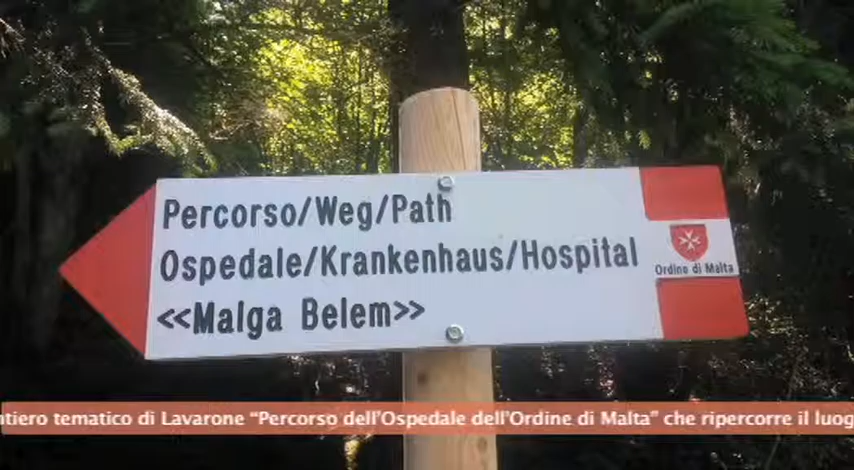 Percorso/Weg/Path
Ospedale/Krankenhaus/Hospital
<<Malga Belem>>
Ordine di Malta
ntiero tematico di Lavarone “Percorso dell’Ospedale dell’Ordine di Malta” che ripercorre il luog